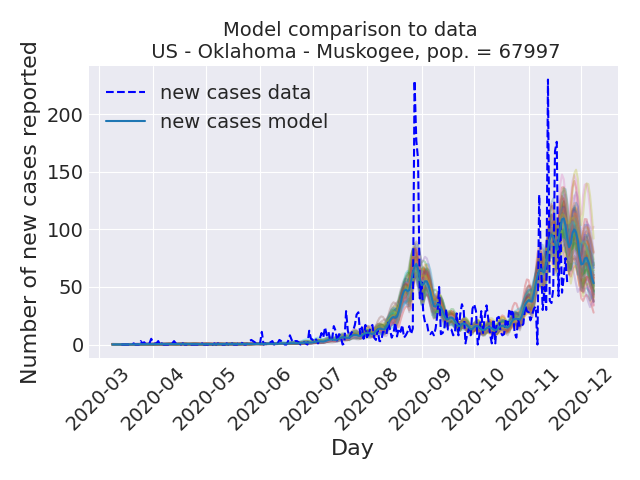 Model comparison to data
US - Oklahoma - Muskogee, pop. = 67997
Number of new cases reported
200
150
100
50
0
new cases data
new cases model
2020-03
2020-04
2020-05
2020-06
2020-07
2020-08
2020-09
2020-10
2020-11
2020-12
Day